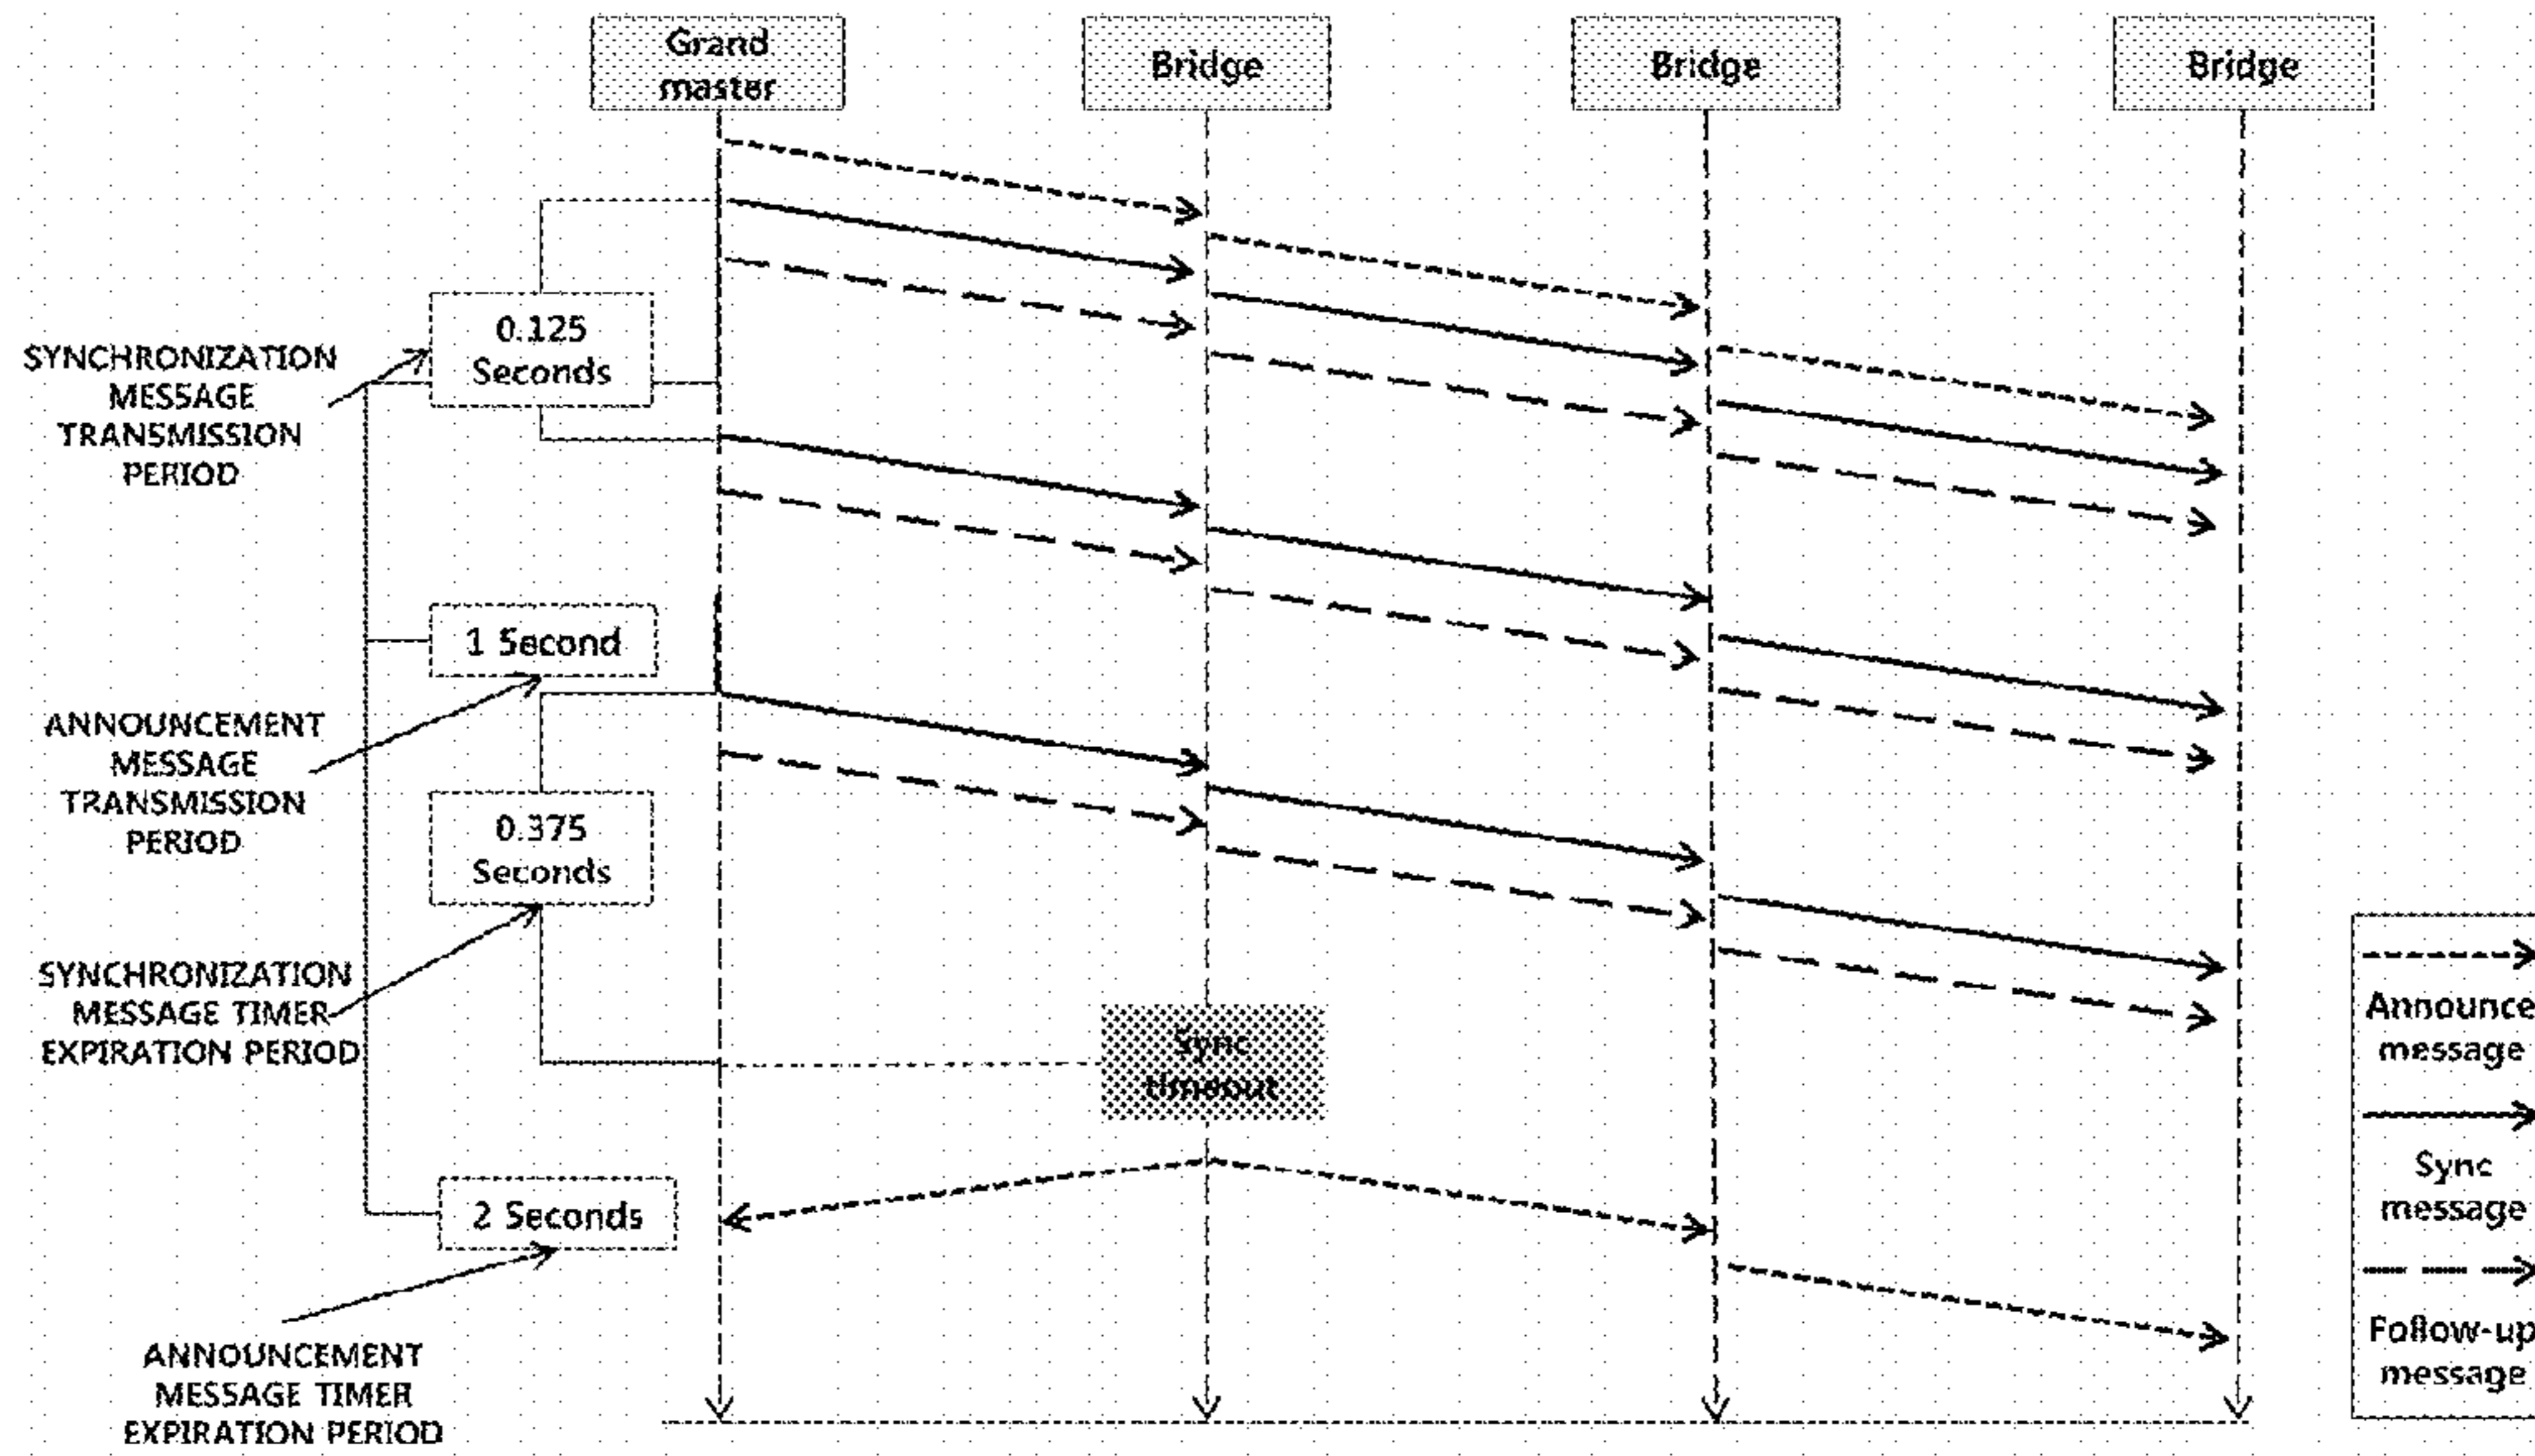 Grand
master
Bridge
Bridge
Bridge
0.125
Seconds
SYNCHRONIZATION
MESSAGE
TRANSMISSION
PERIOD
1 Second
ANNOUNCEMENT
MESSAGE
TRANSMISSION
PERIOD
0.375
Seconds
SYNCHRONIZATION
MESSAGE TIMER
EXPIRATION PERIOD
Sync
timeout
2 Seconds
ANNOUNCEMENT
MESSAGE TIMER
EXPIRATION PERIOD
Announce
message
Sync
message
Follow-up
message